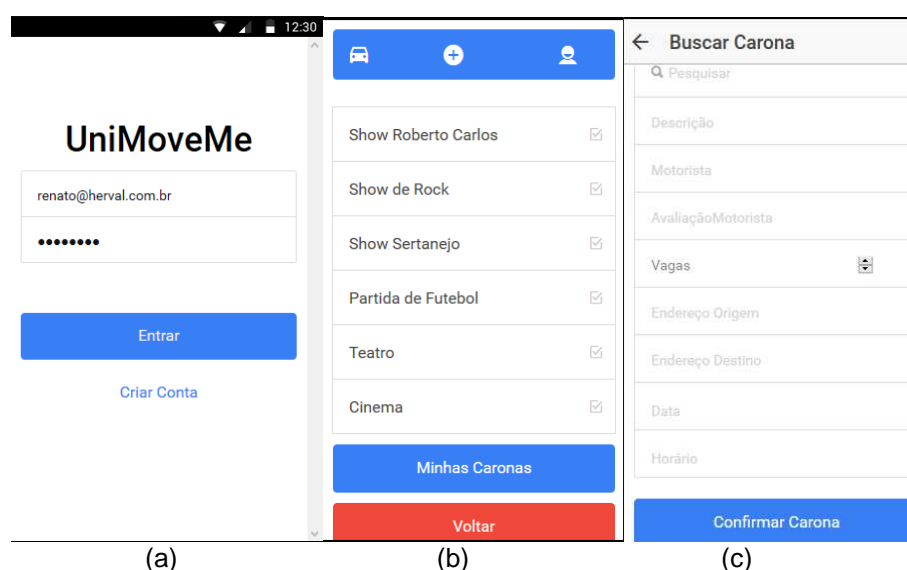 12:30
UniMoveMe
renato@herval.com.br
••••••••
Entrar
Criar Conta
(a)
Show Roberto Carlos
Show de Rock
Show Sertanejo
Partida de Futebol
Teatro
Cinema
Minhas Caronas
Voltar
(b)
Buscar Carona
Pesquisar
Descrição
Motorista
AvaliaçãoMotorista
Vagas
Endereço Origem
Endereço Destino
Data
Horário
Confirmar Carona
(c)